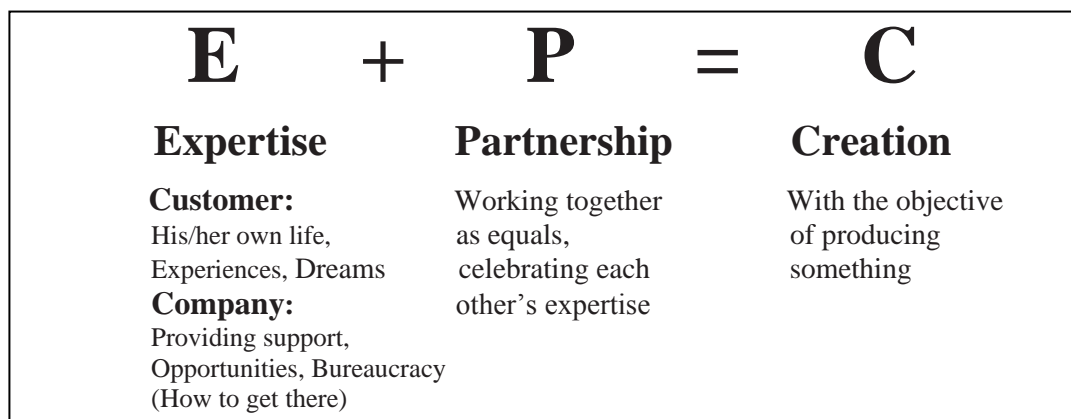 E + P = C
Expertise Partnership Creation
Customer:
His/her own life,
Experiences, Dreams
Company:
Providing support,
Opportunities, Bureaucracy
(How to get there)
Working together
as equals,
celebrating each
other’s expertise
With the objective
of producing
something